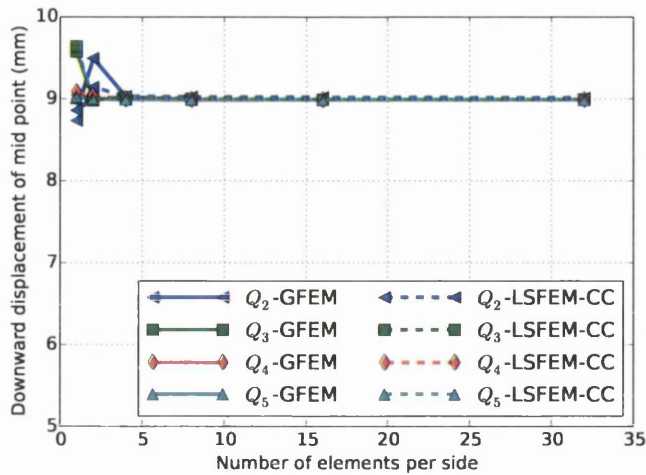 10
9
8
7
6
5
Downward displacement of mid point (mm)
Q2-GFEM
Q3-GFEM
Q4-GFEM
Q5-GFEM
Q2-LSFEM-CC
Q3-LSFEM-CC
Q4-LSFEM-CC
Q5-LSFEM-CC
0 5 10 15 20 25 30 35
Number of elements per side